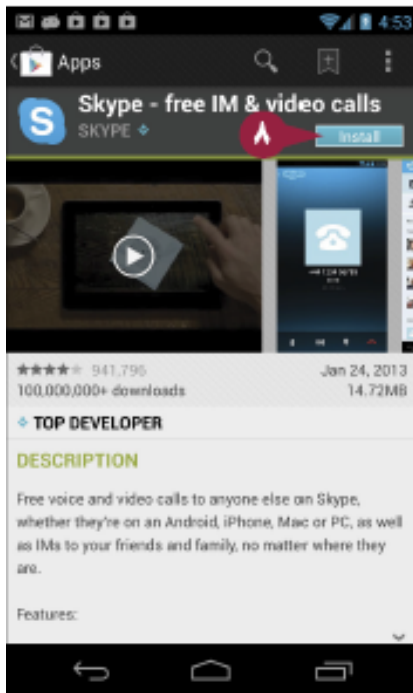 4:53
Apps
Skype - free IM & video calls
SKYPE
Install
941,796
Jan 24, 2013
100,000,000+ downloads
14.72MB
TOP DEVELOPER
DESCRIPTION
Free voice and video calls to anyone else on Skype,
whether they're on an Android, iPhone, Mac or PC, as well
as IMs to your friends and family, no matter where they
are.
Features: